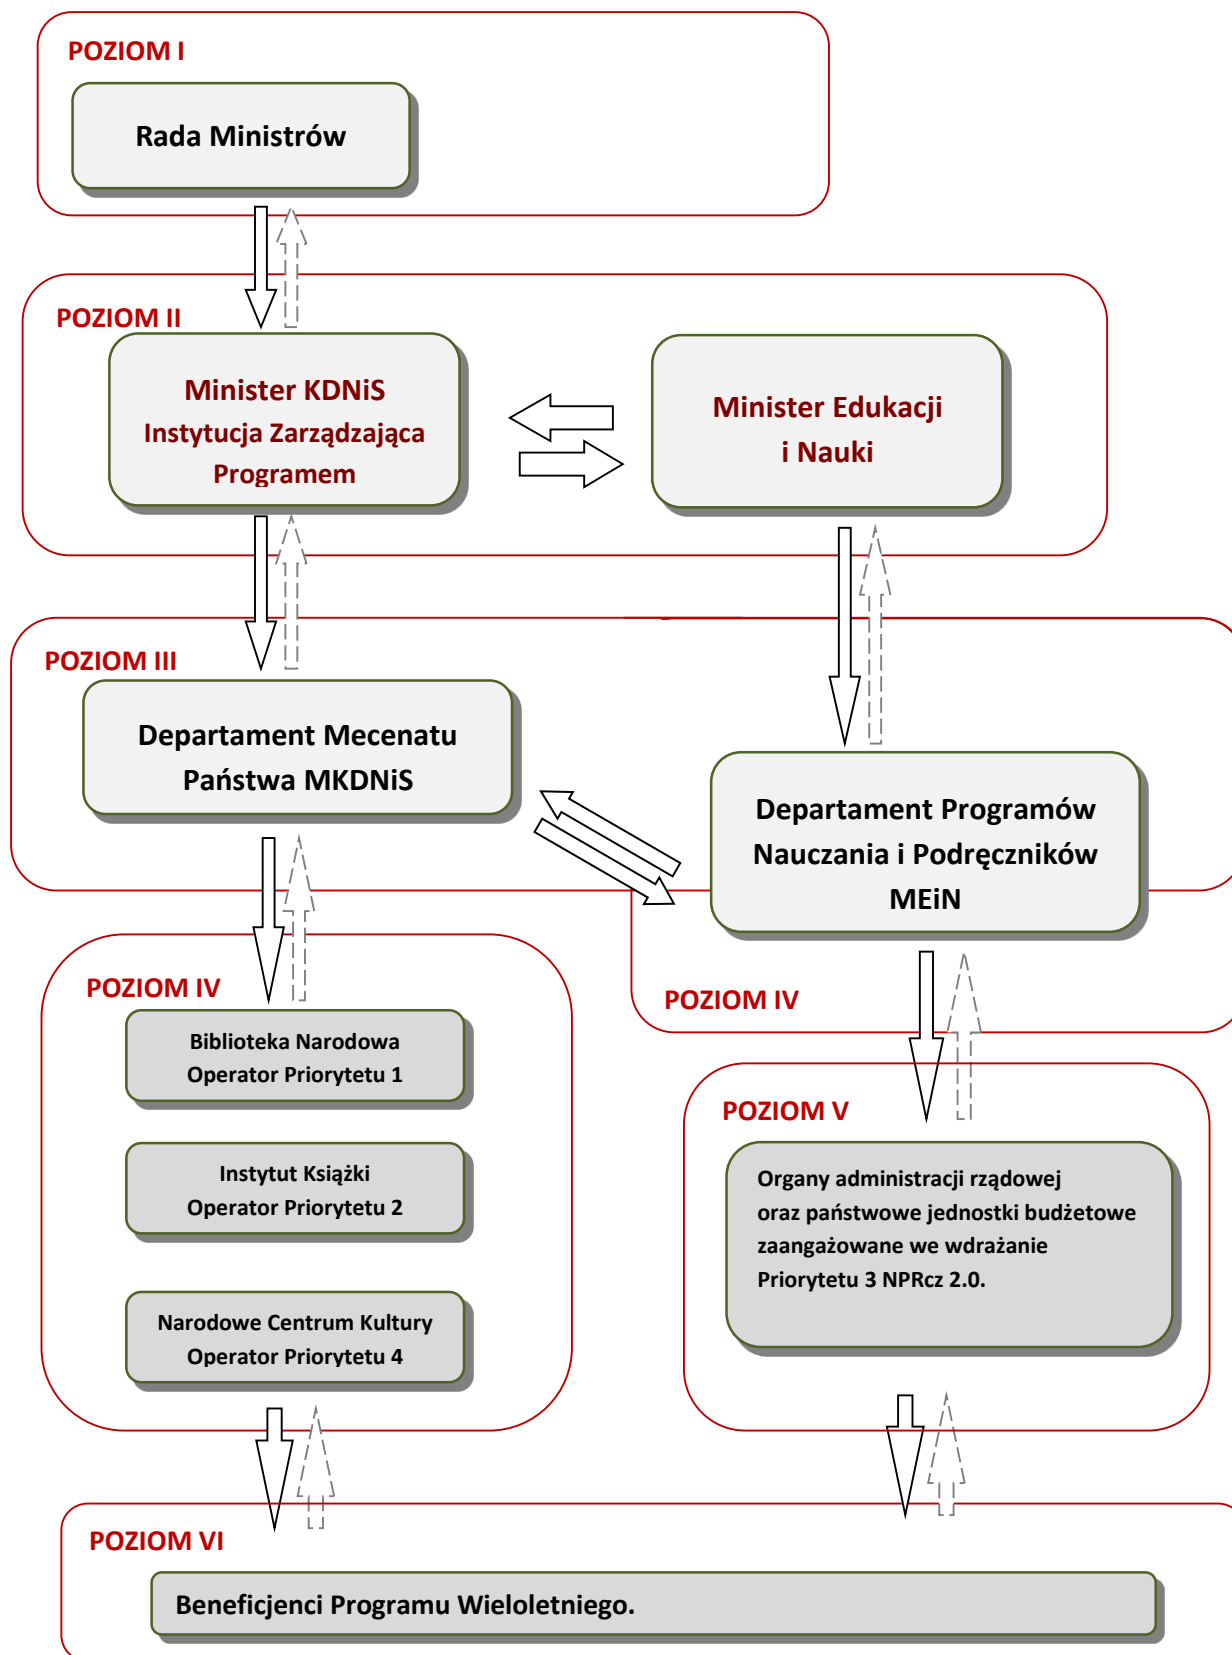 POZIOM I
Rada Ministrów
POZIOM II
Minister KDNiS
Instytucja Zarządzająca
Programem
Minister Edukacji
i Nauki
POZIOM III
Departament Mecenatu
Państwa MKDNiS
Departament Programów
Nauczania i Podręczników
MEiN
POZIOM IV
Biblioteka Narodowa
Operator Priorytetu 1
Instytut Książki
Operator Priorytetu 2
Narodowe Centrum Kultury
Operator Priorytetu 4
POZIOM IV
POZIOM V
Organy administracji rządowej
oraz państwowe jednostki budżetowe
zaangażowane we wdrażanie
Priorytetu 3 NPRcz 2.0.
POZIOM VI
Beneficjenci Programu Wieloletniego.